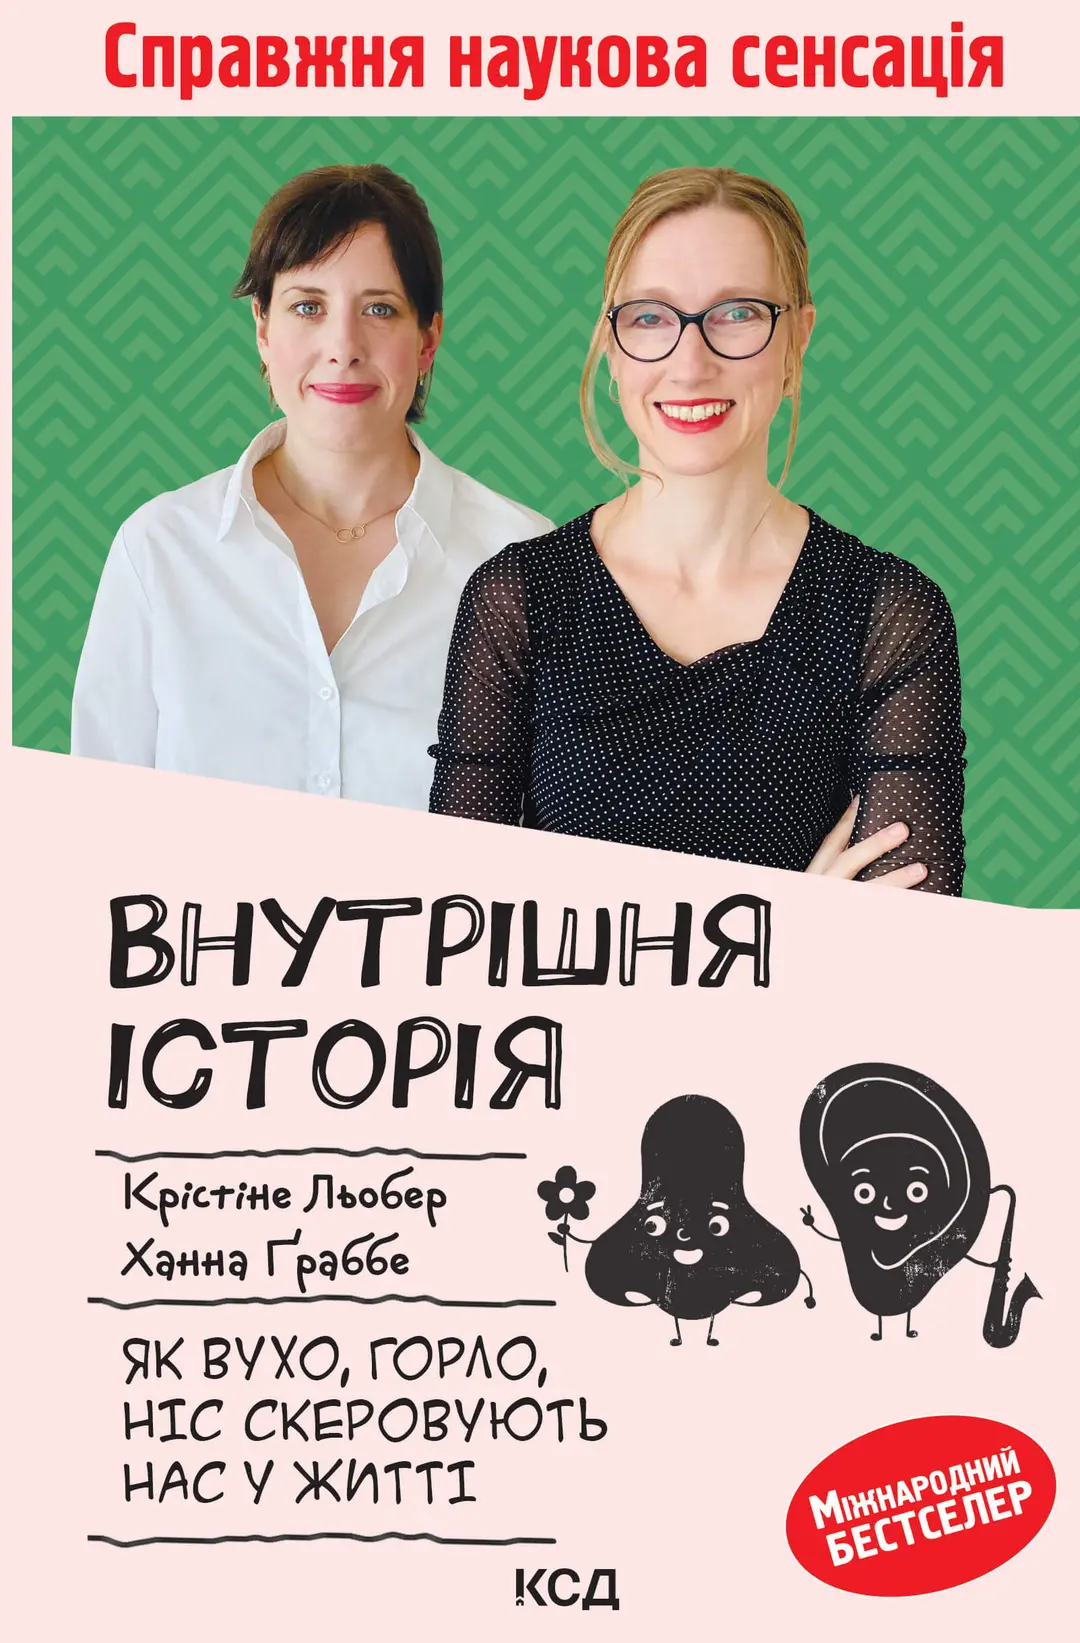 Справжня наукова сенсація
ВНУТРІШНЯ
ІСТОРІЯ
Крістіне Льобер
Ханна Ґраббе
ЯК ВУХО, ГОРЛО,
НІС СКЕРОВУЮТЬ
НАС У ЖИТТІ
МІЖНАРОДНИЙ
БЕСТСЕЛЕР
КСД